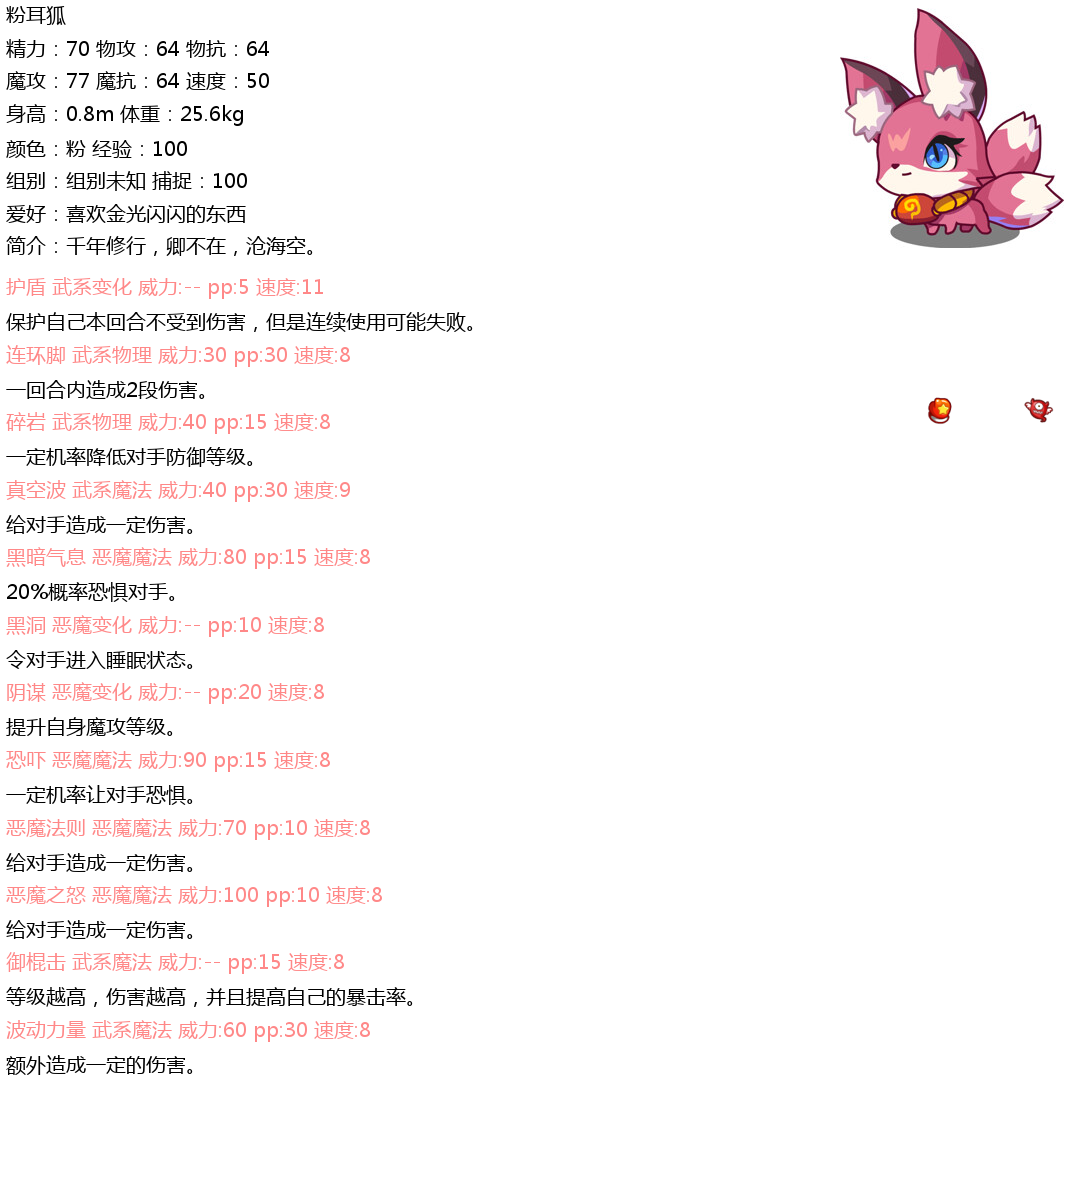 粉耳狐
精力：70 物攻：64 物抗：64
魔攻：77 魔抗：64 速度：50
身高：0.8m 体重：25.6kg
颜色：粉 经验：100
组别：组别未知 捕捉：100
爱好：喜欢金光闪闪的东西
简介：千年修行，卿不在，沧海空。
护盾 武系变化 威力:-- pp:5 速度:11
保护自己本回合不受到伤害，但是连续使用可能失败。
连环脚 武系物理 威力:30 pp:30 速度:8
一回合内造成2段伤害。
碎岩 武系物理 威力:40 pp:15 速度:8
一定机率降低对手防御等级。
真空波 武系魔法 威力:40 pp:30 速度:9
给对手造成一定伤害。
黑暗气息 恶魔魔法 威力:80 pp:15 速度:8
20%概率恐惧对手。
黑洞 恶魔变化 威力:-- pp:10 速度:8
令对手进入睡眠状态。
阴谋 恶魔变化 威力:-- pp:20 速度:8
提升自身魔攻等级。
恐吓 恶魔魔法 威力:90 pp:15 速度:8
一定机率让对手恐惧。
恶魔法则 恶魔魔法 威力:70 pp:10 速度:8
给对手造成一定伤害。
恶魔之怒 恶魔魔法 威力:100 pp:10 速度:8
给对手造成一定伤害。
御棍击 武系魔法 威力:-- pp:15 速度:8
等级越高，伤害越高，并且提高自己的暴击率。
波动力量 武系魔法 威力:60 pp:30 速度:8
额外造成一定的伤害。